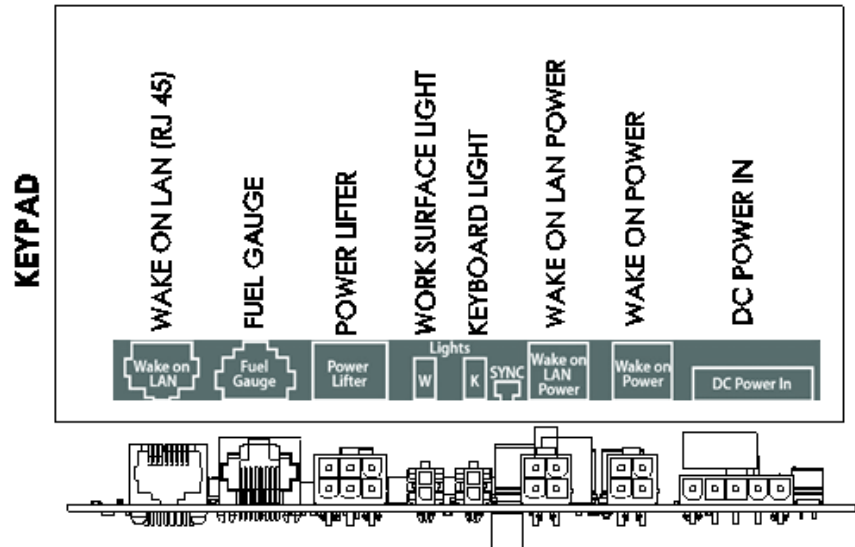 KEYPAD
WAKE ON LAN (RJ 45)
FUEL GAUGE
POWER LIFTER
WORK SURFACE LIGHT
KEYBOARD LIGHT
WAKE ON LAN POWER
WAKE ON POWER
DC POWER IN
Wake on
LAN
Fuel
Gauge
Power
Lifter
Lights
W
K
SYNC
Wake on
LAN
Power
Wake on
Power
DC Power In